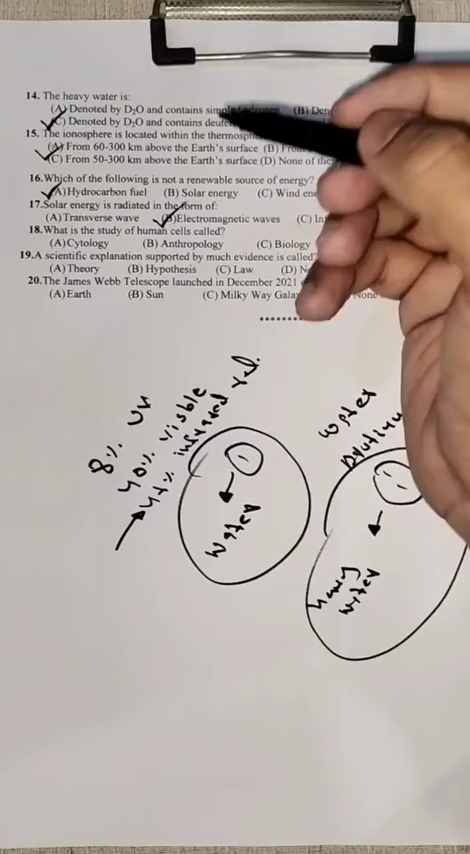 14. The heavy water is:
(A) Denoted by D₂O and contains simple (B) Den
(C) Denoted by D₂O and contains deute
15. The ionosphere is located within the thermosph
(A) From 60-300 km above the Earth's surface (B) From
(C) From 50-300 km above the Earth's surface (D) None of the
16.Which of the following is not a renewable source of energy?
(A)Hydrocarbon fuel (B) Solar energy (C) Wind ene
17.Solar energy is radiated in the form of:
(A)Transverse wave (B)Electromagnetic waves (C) In
18.What is the study of human cells called?
(A)Cytology (B) Anthropology (C) Biology
19.A scientific explanation supported by much evidence is called?
(A)Theory (B) Hypothesis (C) Law (D) N
20.The James Webb Telescope launched in December 2021
(A)Earth (B) Sun (C) Milky Way Gala None
8% UV
40% visible
infrared rd.
water
water
heavy
water